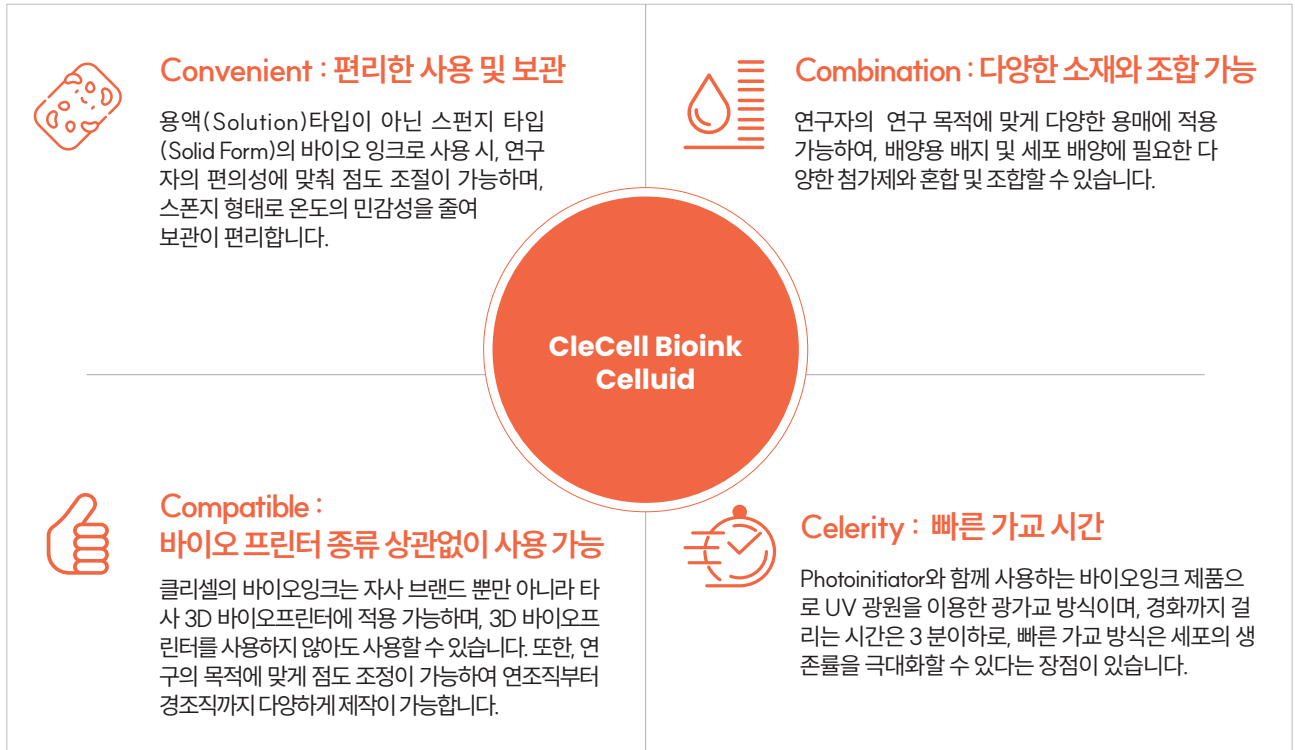 Convenient : 편리한 사용 및 보관
용액(Solution)타입이 아닌 스펀지 타입
(Solid Form)의 바이오 잉크로 사용 시, 연구
자의 편의성에 맞춰 점도 조절이 가능하며,
스폰지 형태로 온도의 민감성을 줄여
보관이 편리합니다.
Combination : 다양한 소재와 조합 가능
연구자의 연구 목적에 맞게 다양한 용매에 적용
가능하여, 배양용 배지 및 세포 배양에 필요한 다
양한 첨가제와 혼합 및 조합할 수 있습니다.
CleCell Bioink
Celluid
Compatible :
바이오 프린터 종류 상관없이 사용 가능
클리셀의 바이오잉크는 자사 브랜드 뿐만 아니라 타
사 3D 바이오프린터에 적용 가능하며, 3D 바이오프
린터를 사용하지 않아도 사용할 수 있습니다. 또한, 연
구의 목적에 맞게 점도 조정이 가능하여 연조직부터
경조직까지 다양하게 제작이 가능합니다.
Celerity : 빠른 가교 시간
Photoinitiator와 함께 사용하는 바이오잉크 제품으
로 UV 광원을 이용한 광가교 방식이며, 경화까지 걸
리는 시간은 3 분이하로, 빠른 가교 방식은 세포의 생
존률을 극대화할 수 있다는 장점이 있습니다.